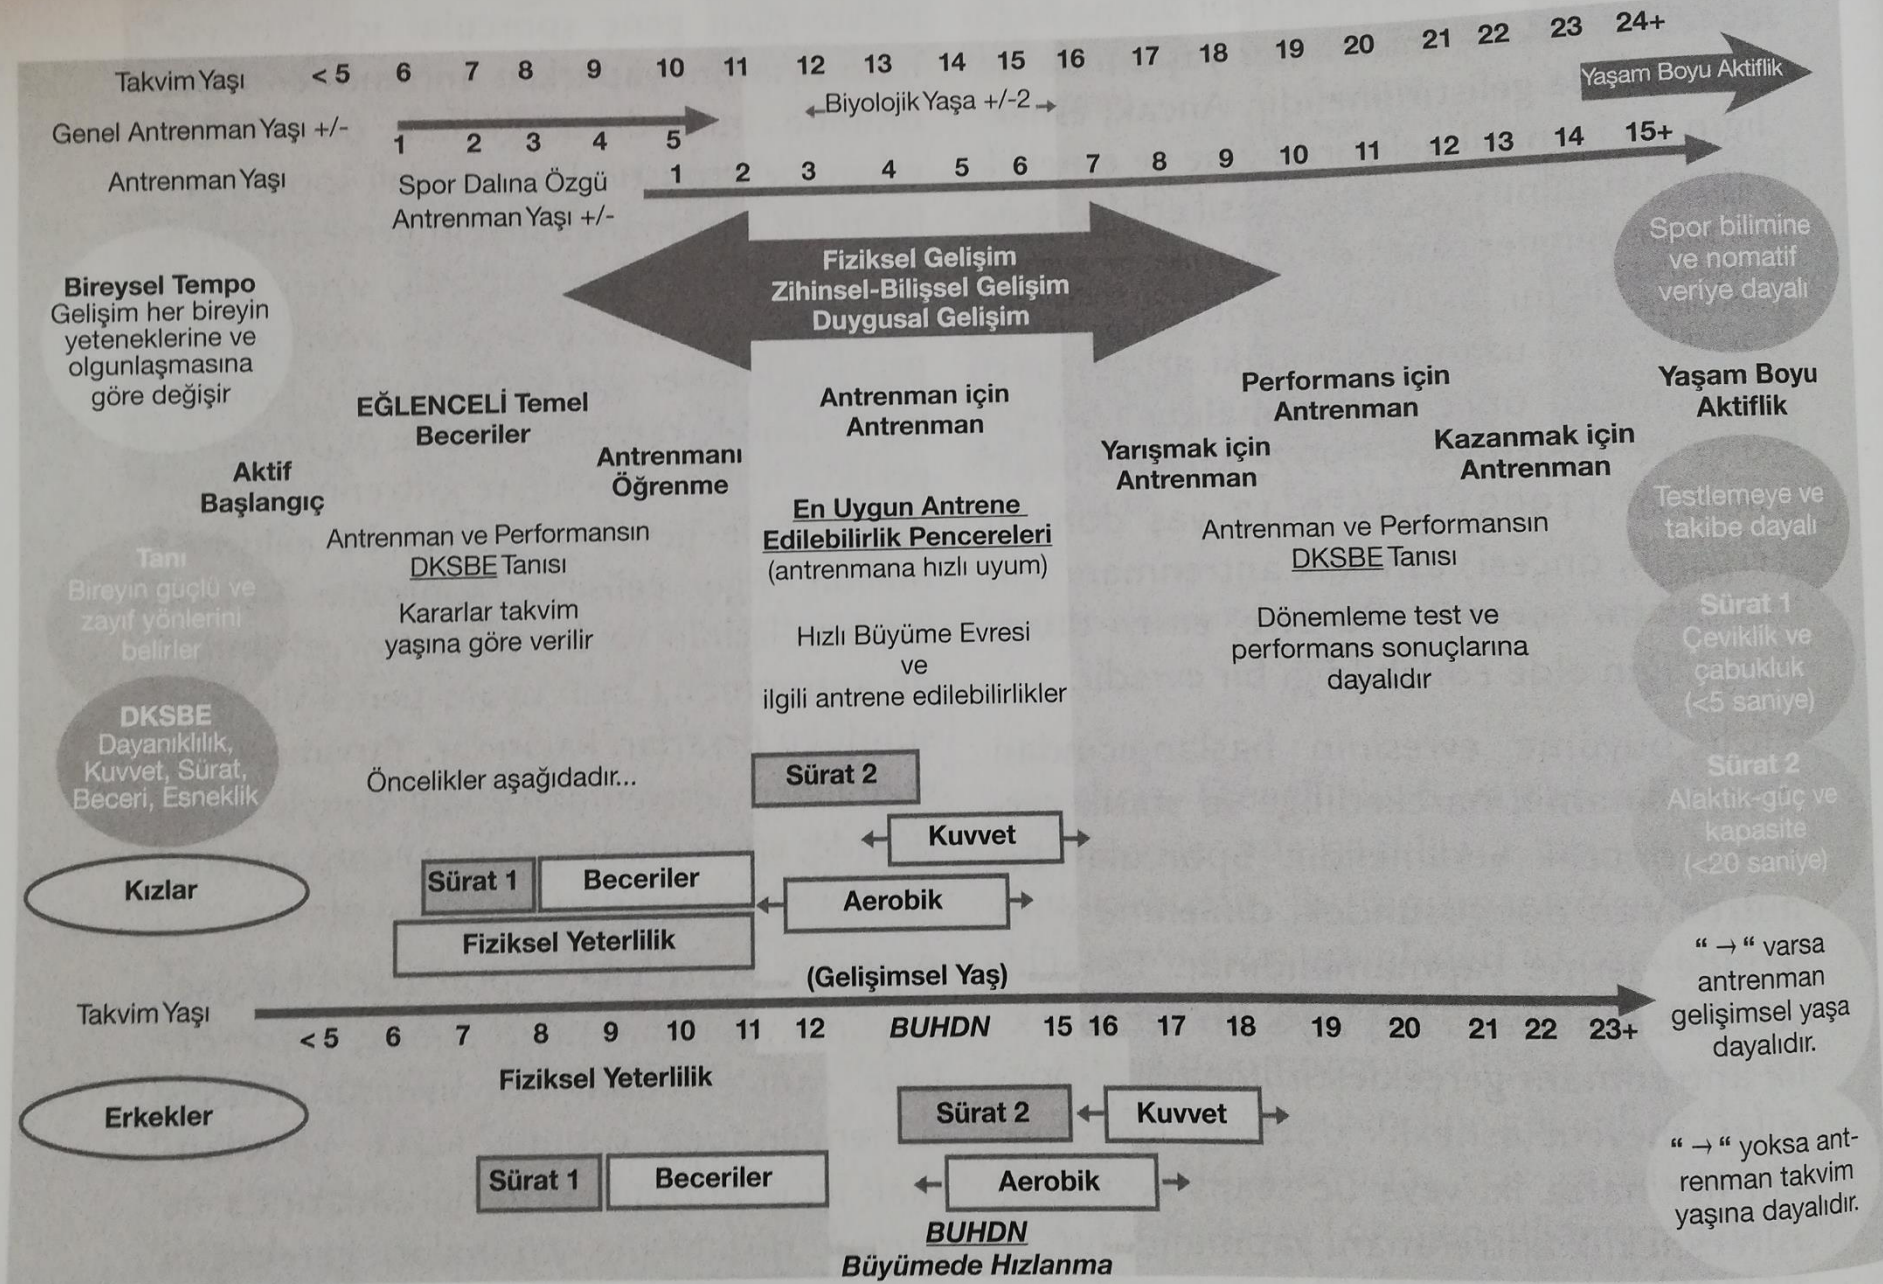 Takvim Yaşı <5 6 7 8 9 10 11 12 13 14 15 16 17 18 19 20 21 22 23 24+
Yaşam Boyu Aktiflik
←Biyolojik Yaşa +/-2→
Genel Antrenman Yaşı +/-
1 2 3 4 5
Antrenman Yaşı
Spor Dalına Özgü
Antrenman Yaşı +/-
1 2 3 4 5 6 7 8 9 10 11 12 13 14 15+
Fiziksel Gelişim
Zihinsel-Bilişsel Gelişim
Duygusal Gelişim
Spor bilimine
ve nomatif
veriye dayalı
Bireysel Tempo
Gelişim her bireyin
yeteneklerine ve
olgunlaşmasına
göre değişir
Aktif
Başlangıç
EĞLENCELİ Temel
Beceriler
Antrenmanı
Öğrenme
Antrenman için
Antrenman
Yarışmak için
Antrenman
Performans için
Antrenman
Kazanmak için
Antrenman
Yaşam Boyu
Aktiflik
Tanı
Bireyin güçlü ve
zayıf yönlerini
belirler
Antrenman ve Performansın
DKSBE Tanısı
Kararlar takvim
yaşına göre verilir
En Uygun Antrene
Edilebilirlik Pencereleri
(antrenmana hızlı uyum)
Hızlı Büyüme Evresi
ve
ilgili antrene edilebilirlikler
Antrenman ve Performansın
DKSBE Tanısı
Dönemleme test ve
performans sonuçlarına
dayalıdır
Testlemeye ve
takibe dayalı
Sürat 1
Çeviklik ve
çabukluk
(<5 saniye)
Sürat 2
Alaktik-güç ve
kapasite
(<20 saniye)
DKSBE
Dayanıklılık,
Kuvvet, Sürat,
Beceri, Esneklik
Öncelikler aşağıdadır...
Sürat 2
Kuvvet
Kızlar
Sürat 1
Beceriler
Aerobik
Fiziksel Yeterlilik
(Gelişimsel Yaş)
Takvim Yaşı
<5 6 7 8 9 10 11 12 BUHDN 15 16 17 18 19 20 21 22 23+
“ → “ varsa
antrenman
gelişimsel yaşa
dayalıdır.
Fiziksel Yeterlilik
Erkekler
Sürat 2
Kuvvet
Sürat 1
Beceriler
Aerobik
“ → “ yoksa ant-
renman takvim
yaşına dayalıdır.
BUHDN
Büyümede Hızlanma